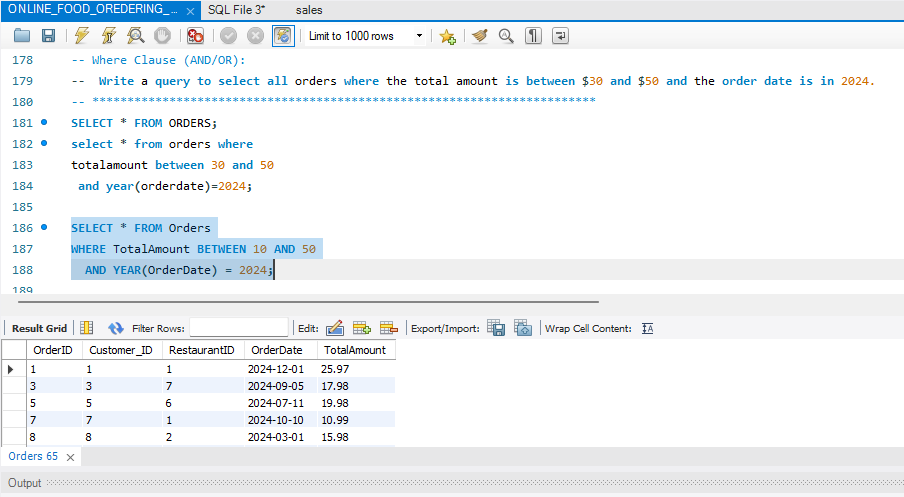 ONLINE_FOOD_OREDERING_... SQL File 3* sales
Limit to 1000 rows
178 -- Where Clause (AND/OR):
179 --  Write a query to select all orders where the total amount is between $30 and $50 and the order date is in 2024.
180 -- ************************************************************************
181 SELECT * FROM ORDERS;
182 select * from orders where
183 totalamount between 30 and 50
184  and year(orderdate)=2024;
185
186 SELECT * FROM Orders
187 WHERE TotalAmount BETWEEN 10 AND 50
188   AND YEAR(OrderDate) = 2024;
189
Result Grid Filter Rows: Edit: Export/Import: Wrap Cell Content:
OrderID Customer_ID RestaurantID OrderDate TotalAmount
1 1 1 2024-12-01 25.97
3 3 7 2024-09-05 17.98
5 5 6 2024-07-11 19.98
7 7 1 2024-10-10 10.99
8 8 2 2024-03-01 15.98
Orders 65
Output